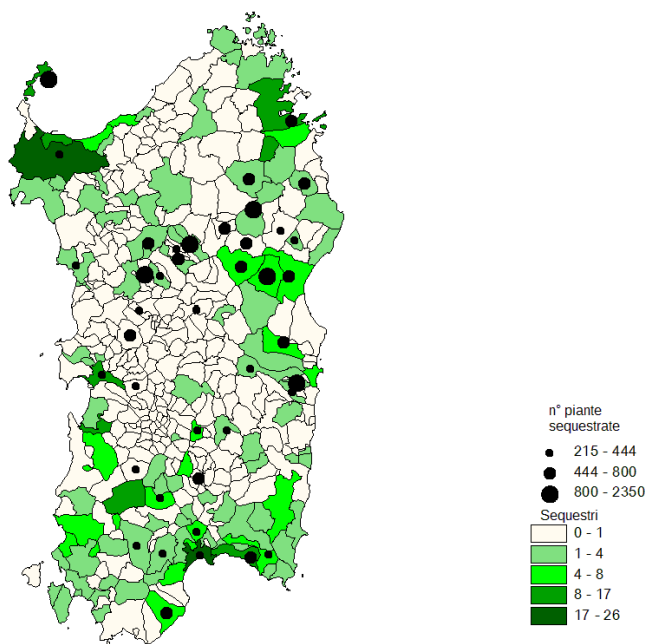 n° piante
sequestrate
215 - 444
444 - 800
800 - 2350
Sequestri
0 - 1
1 - 4
4 - 8
8 - 17
17 - 26